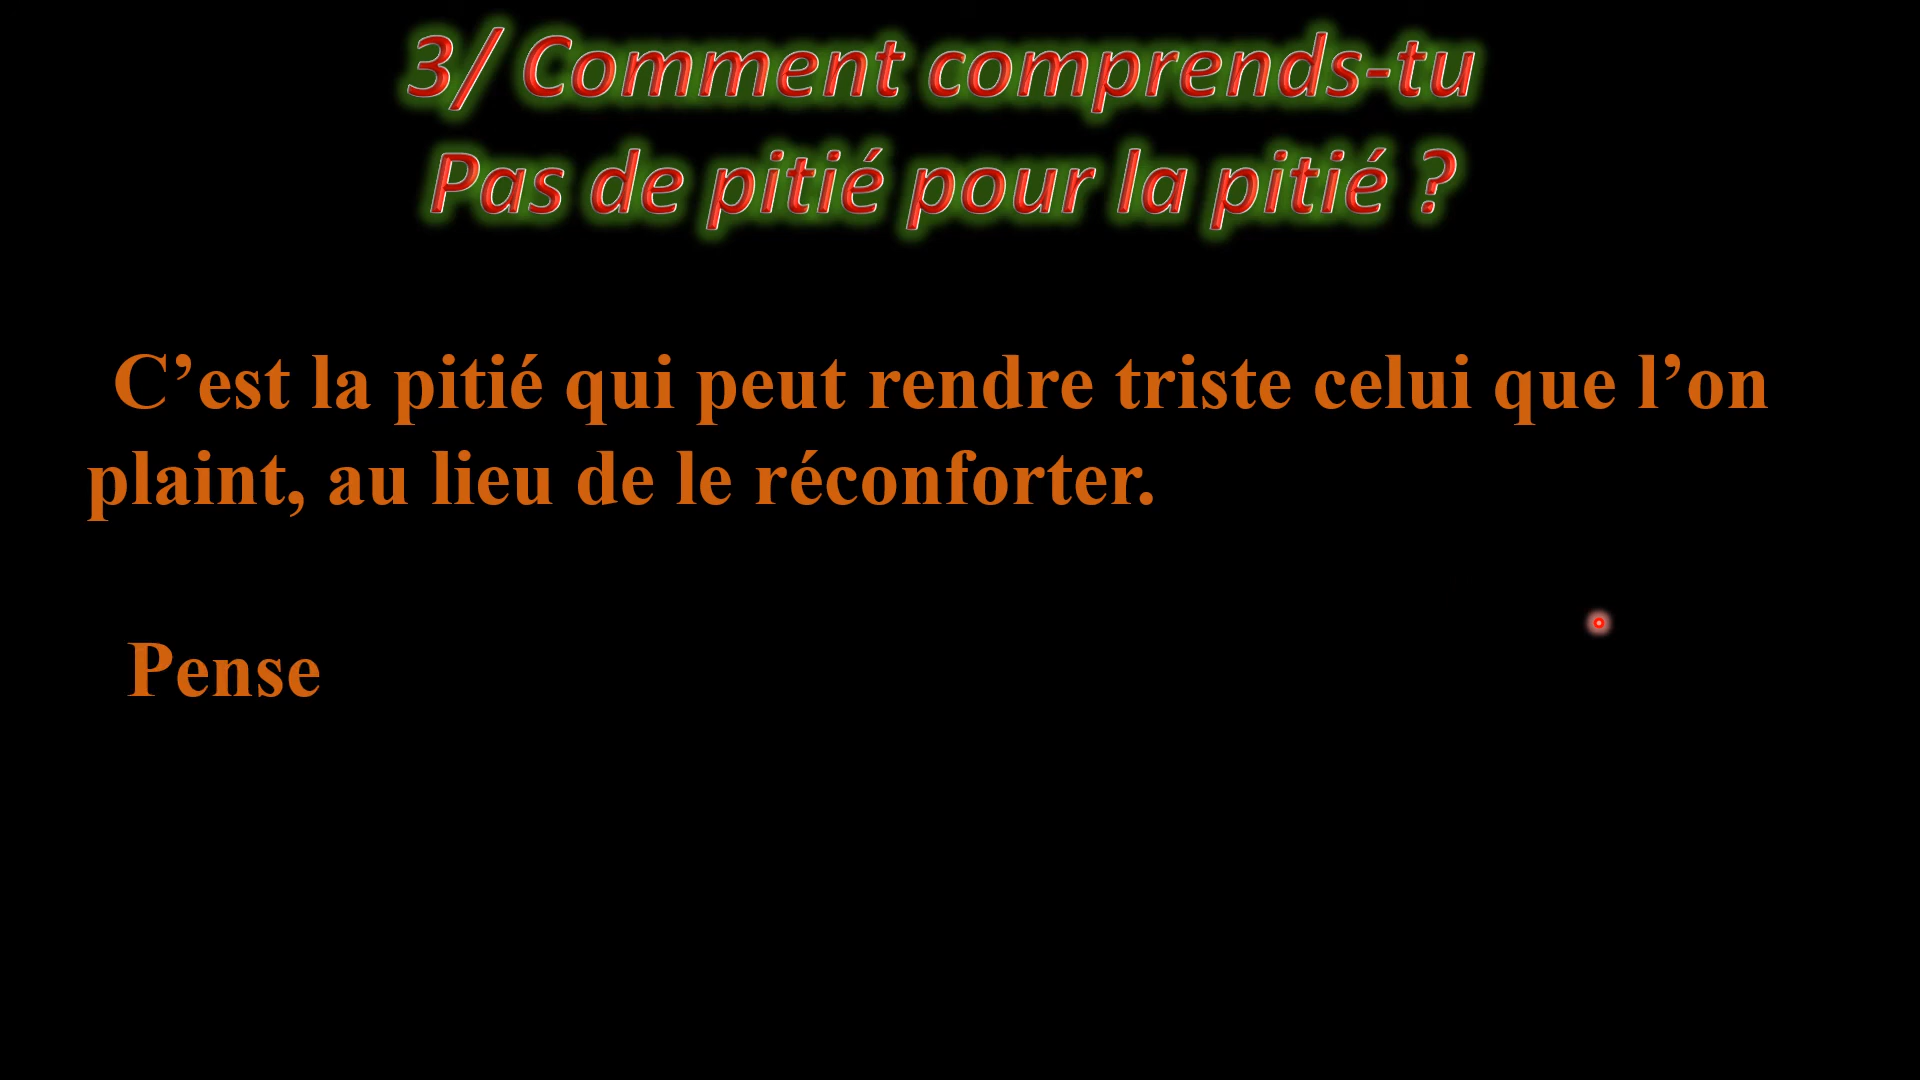 3/ Comment comprends-tu
Pas de pitié pour la pitié ?
C’est la pitié qui peut rendre triste celui que l’on
plaint, au lieu de le réconforter.
Pense